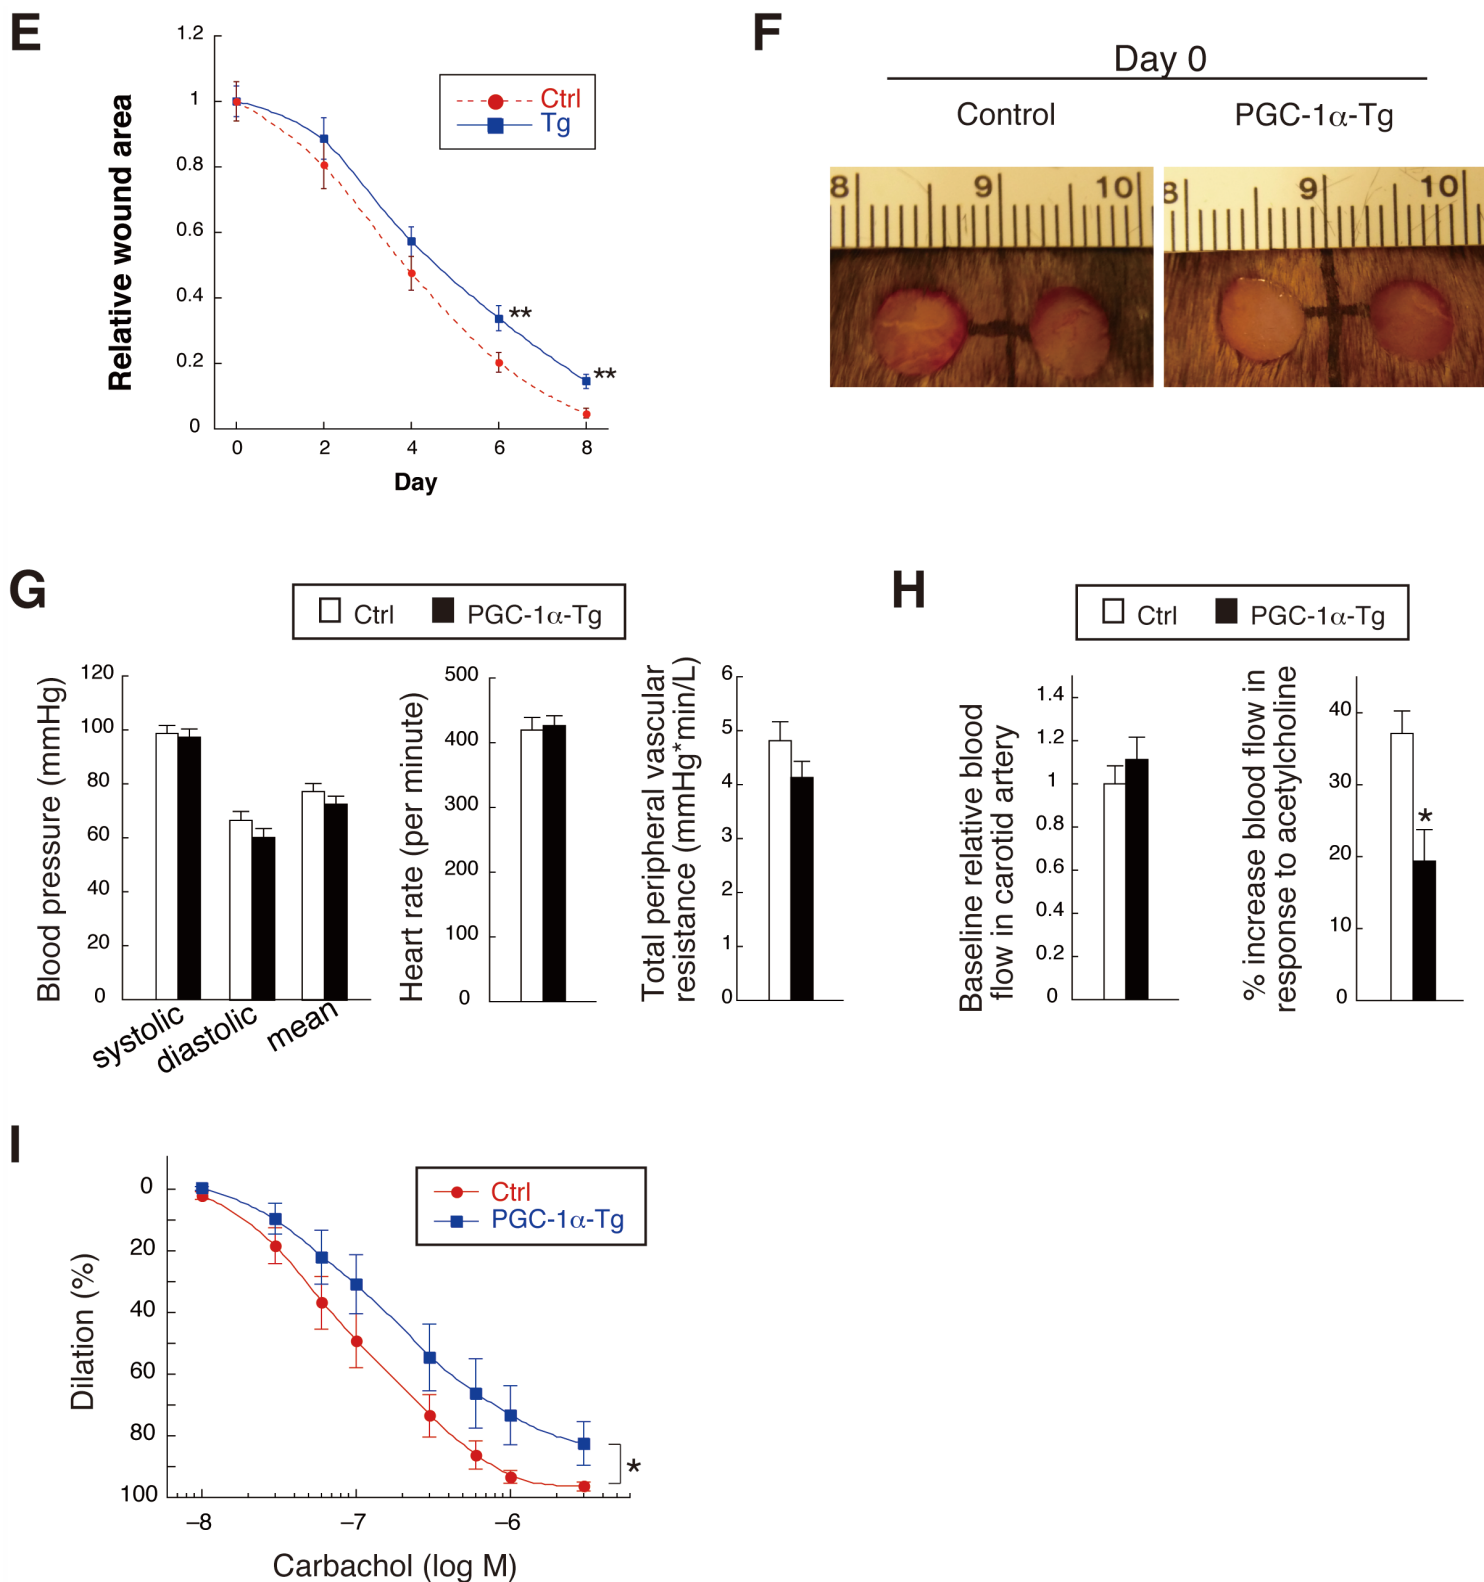 E
1.2
1
0.8
0.6
0.4
0.2
0
Relative wound area
Ctrl
Tg
**
**
0 2 4 6 8
Day
F
Day 0
Control PGC-1α-Tg
8 9 10
8 9 10
G
Ctrl PGC-1α-Tg
120
100
80
60
40
20
0
Blood pressure (mmHg)
systolic diastolic mean
500
400
300
200
100
0
Heart rate (per minute)
6
5
4
3
2
1
0
Total peripheral vascular
resistance (mmHg*min/L)
H
Ctrl PGC-1α-Tg
1.4
1.2
1
0.8
0.6
0.4
0.2
0
Baseline relative blood
flow in carotid artery
40
30
20
10
0
% increase blood flow in
response to acetylcholine
*
I
0
20
40
60
80
100
Dilation (%)
Ctrl
PGC-1α-Tg
*
–8 –7 –6
Carbachol (log M)